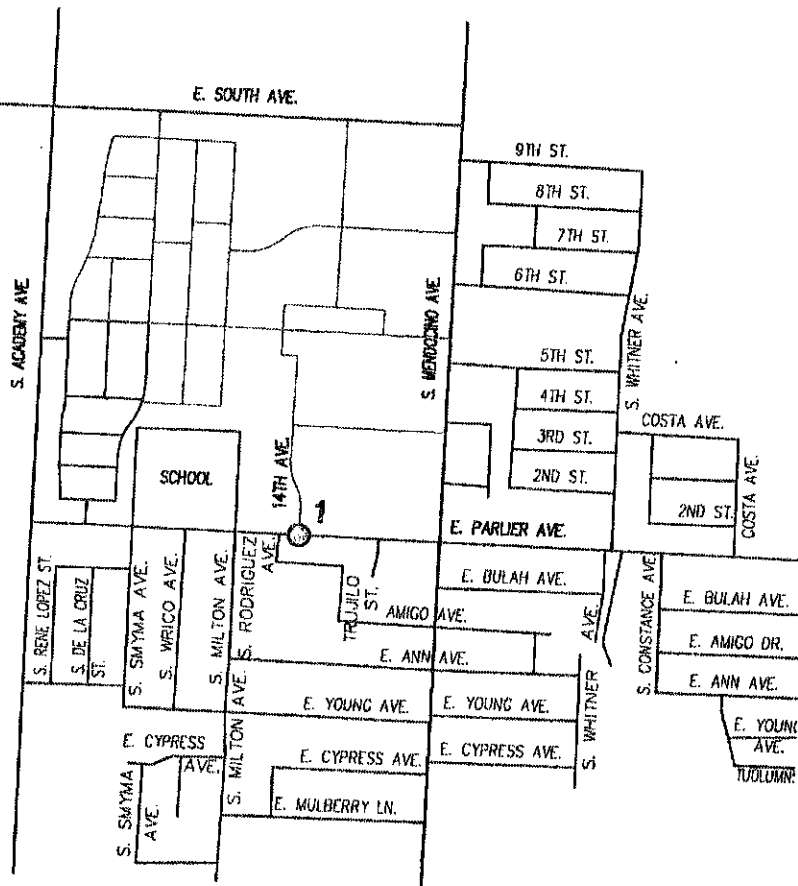 E. SOUTH AVE.
9TH ST.
8TH ST.
7TH ST.
6TH ST.
S. ACADEMY AVE.
S. MENDOCINO AVE.
S. WHITNER AVE.
5TH ST.
4TH ST.
3RD ST.
2ND ST.
COSTA AVE.
COSTA AVE.
2ND ST.
SCHOOL
14TH AVE.
1
E. PARLIER AVE.
S. RENE LOPEZ ST.
S. DE LA CRUZ
ST.
S. SMYMA AVE.
S. WRICO AVE.
S. MILTON AVE.
S. RODRIGUEZ
AVE.
TRUJILO
ST.
E. BULAH AVE.
AMIGO AVE.
E. ANN AVE.
S. WHITNER
AVE.
S. CONSTANCE AVE
E. BULAH AVE.
E. AMIGO DR.
E. ANN AVE.
E. YOUNG
AVE.
TUOLUMN
E. YOUNG AVE.
E. YOUNG AVE.
E. CYPRESS
AVE.
S. MILTON AVE.
E. CYPRESS AVE.
E. CYPRESS AVE.
S. SMYMA
AVE.
E. MULBERRY LN.